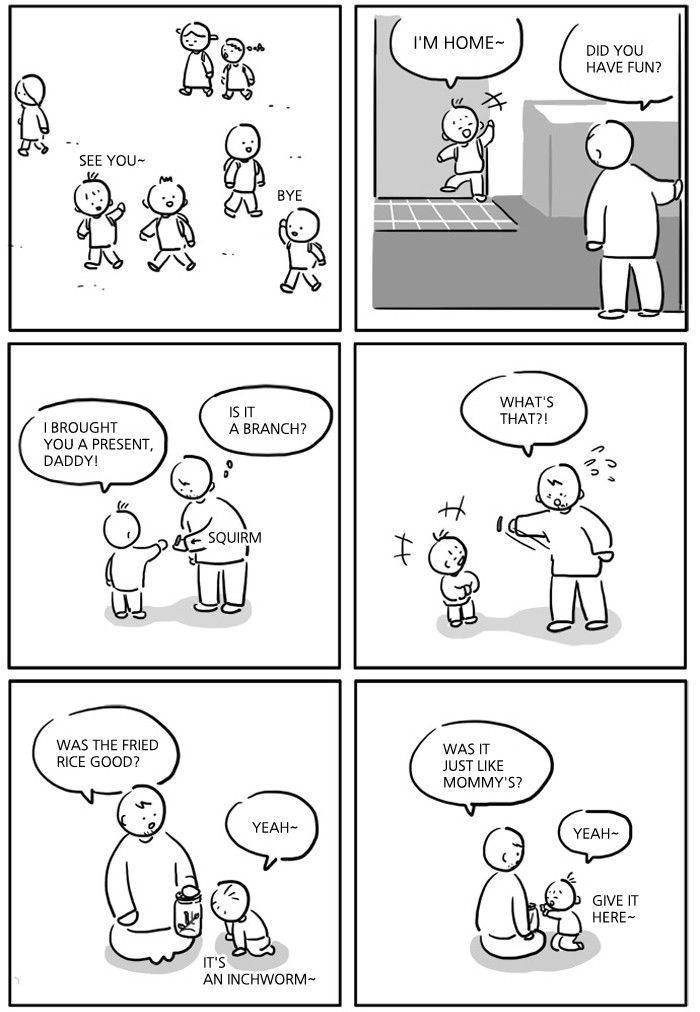 SEE YOU~
BYE
I'M HOME~
DID YOU
HAVE FUN?
I BROUGHT
YOU A PRESENT,
DADDY!
IS IT
A BRANCH?
SQUIRM
WHAT'S
THAT?!
WAS THE FRIED
RICE GOOD?
YEAH~
IT'S
AN INCHWORM~
WAS IT
JUST LIKE
MOMMY'S?
YEAH~
GIVE IT
HERE~